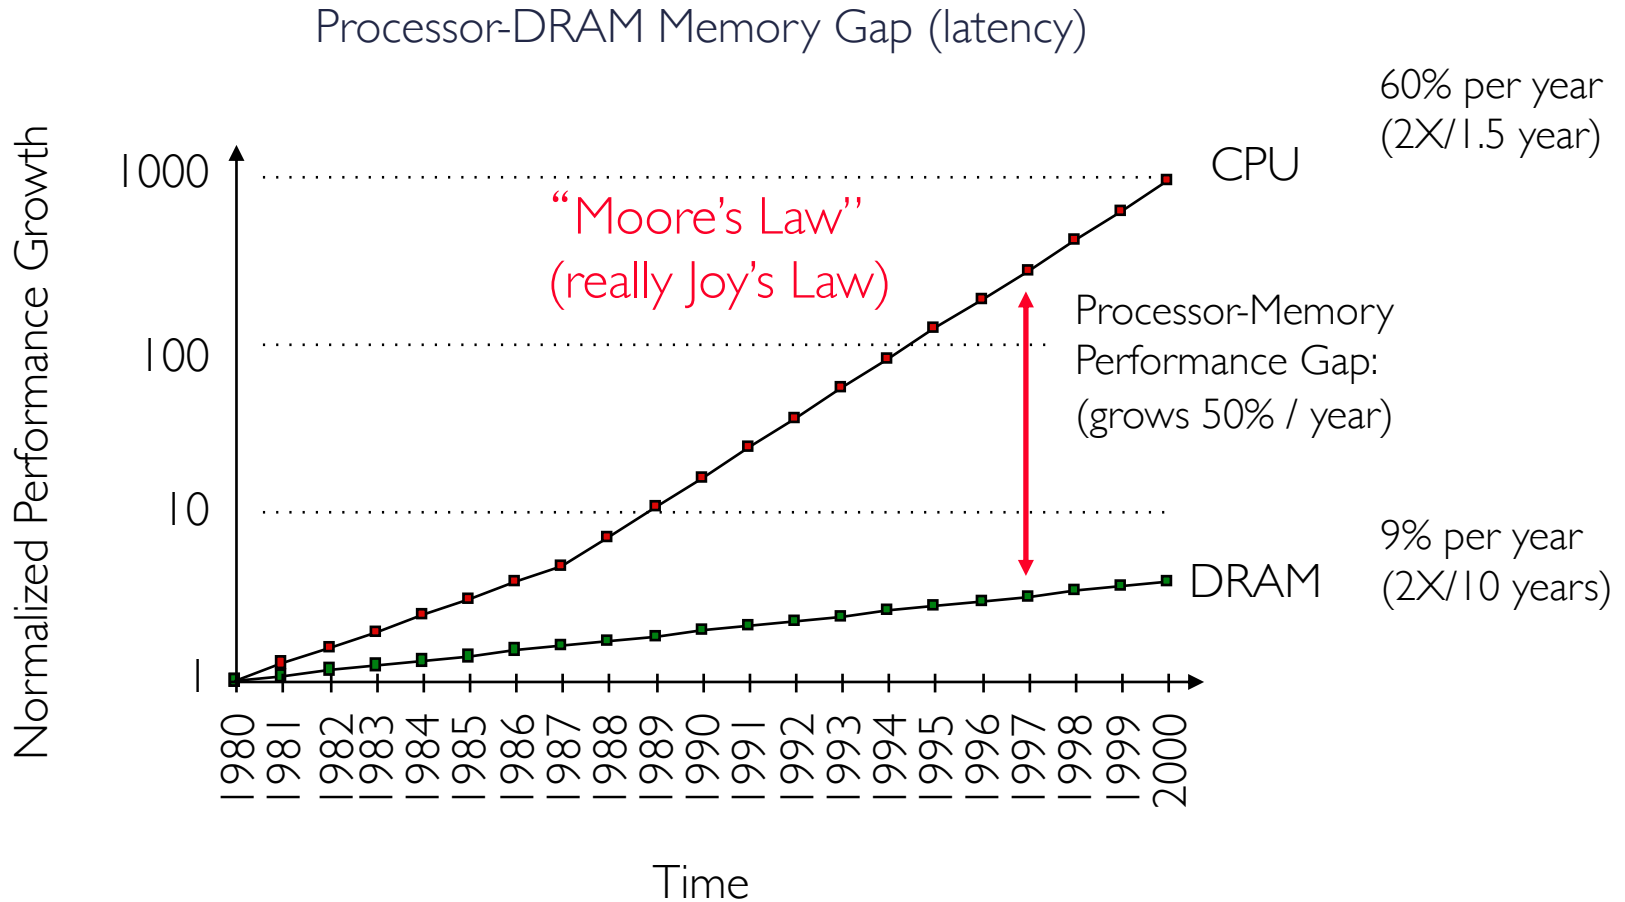 Processor-DRAM Memory Gap (latency)
60% per year
(2X/1.5 year)
CPU
1000
“Moore’s Law”
(really Joy’s Law)
Processor-Memory
Performance Gap:
(grows 50% / year)
100
10
9% per year
(2X/10 years)
DRAM
1
Normalized Performance Growth
1980
1981
1982
1983
1984
1985
1986
1987
1988
1989
1990
1991
1992
1993
1994
1995
1996
1997
1998
1999
2000
Time